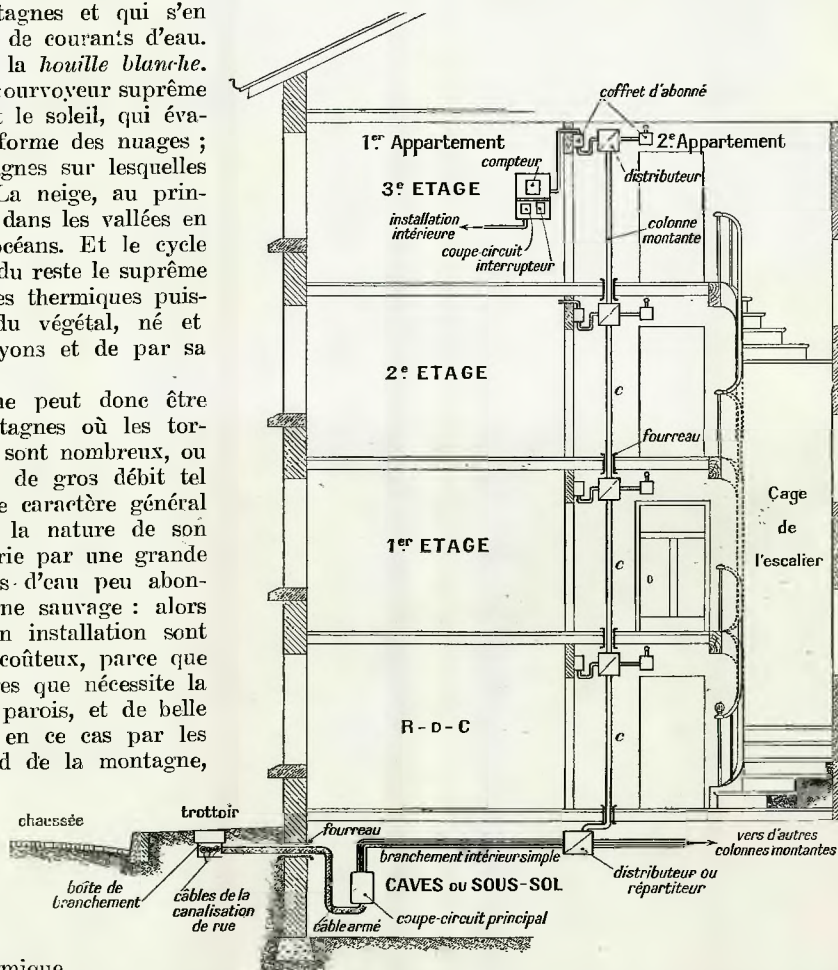 tagnes et qui s'en
de courants d'eau.
la houille blanche.
ourvoyeur suprême
le soleil, qui éva-
forme des nuages ;
gnes sur lesquelles
La neige, au prin-
dans les vallées en
océans. Et le cycle
du reste le suprême
es thermiques puis-
du végétal, né et
yons et de par sa
ne peut donc être
tagnes où les tor-
sont nombreux, ou
de gros débit tel
e caractère général
la nature de son
rie par une grande
s d'eau peu abon-
ne sauvage : alors
n installation sont
coûteux, parce que
res que nécessite la
parois, et de belle
en ce cas par les
d de la montagne,
mique
coffret d'abonné
1er Appartement
2e Appartement
compteur
distributeur
3e ETAGE
installation
intérieure
colonne
montante
coupe-circuit
interrupteur
2e ETAGE
c
fourreau
1er ETAGE
c
Cage
de
l'escalier
R-D-C
c
chaussée
trottoir
fourreau
branchement intérieur simple
vers d'autres
colonnes montantes
boîte de
branchement
câbles de la
canalisation
de rue
câble armé
CAVES ou SOUS-SOL
coupe-circuit principal
distributeur ou
répartiteur